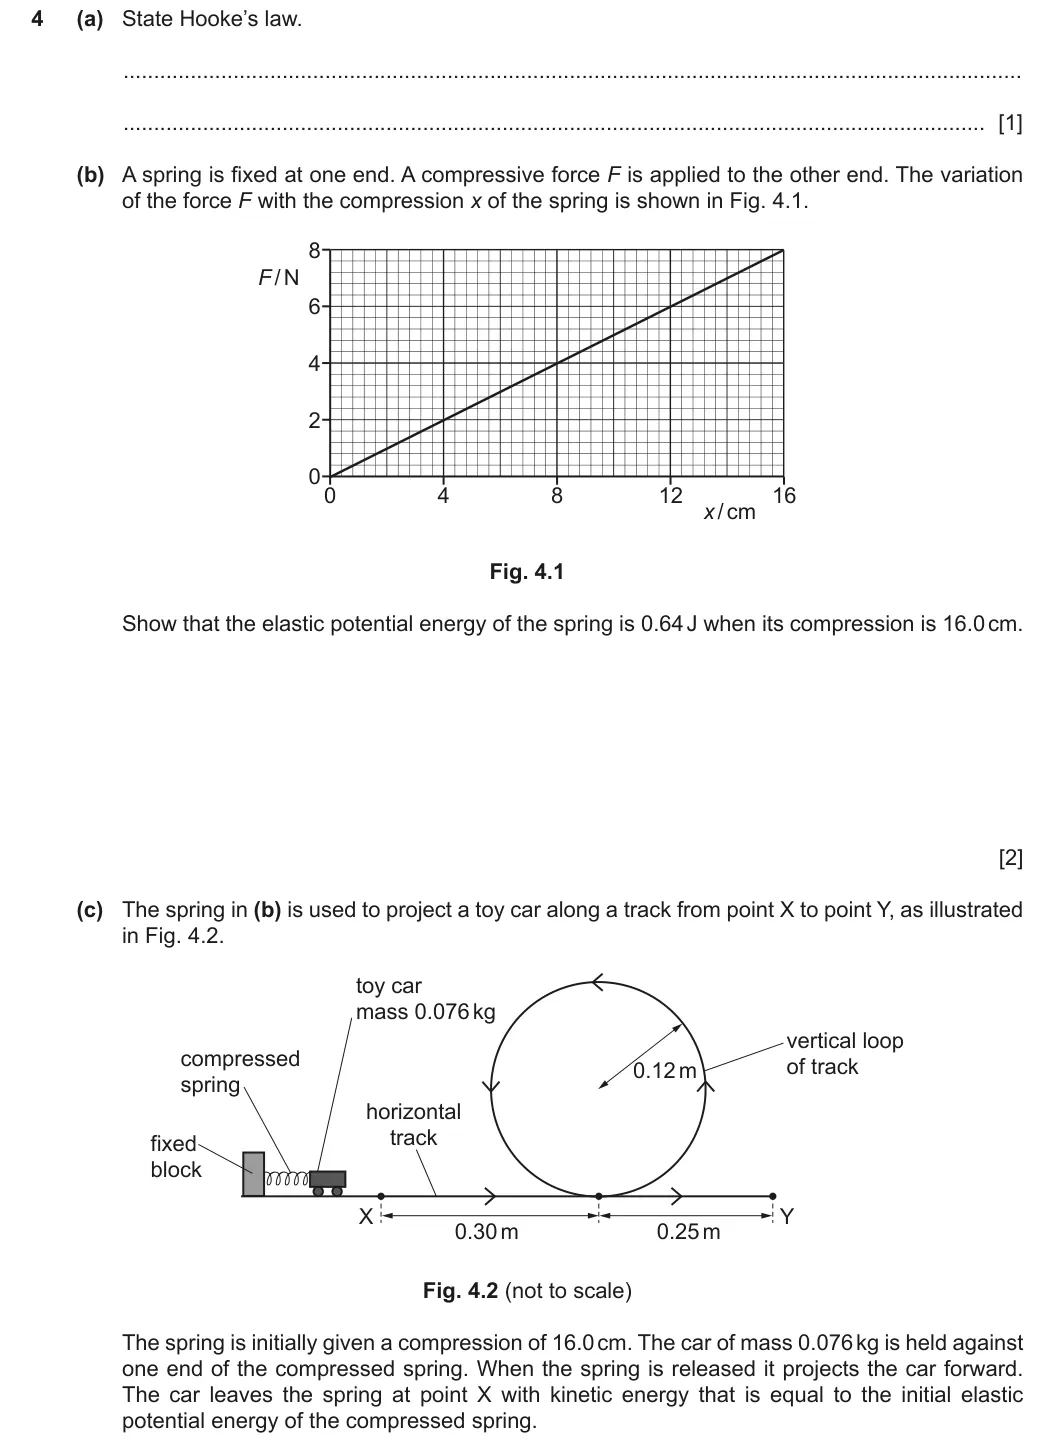 4 (a) State Hooke’s law.
..........................................................................................................................................
.................................................................................................................................. [1]
(b) A spring is fixed at one end. A compressive force F is applied to the other end. The variation
of the force F with the compression x of the spring is shown in Fig. 4.1.
8
F / N
6
4
2
0
0 4 8 12 16
x / cm
Fig. 4.1
Show that the elastic potential energy of the spring is 0.64 J when its compression is 16.0 cm.
[2]
(c) The spring in (b) is used to project a toy car along a track from point X to point Y, as illustrated
in Fig. 4.2.
toy car
mass 0.076 kg
vertical loop
of track
compressed
spring
0.12 m
horizontal
track
fixed
block
X
Y
0.30 m
0.25 m
Fig. 4.2 (not to scale)
The spring is initially given a compression of 16.0 cm. The car of mass 0.076 kg is held against
one end of the compressed spring. When the spring is released it projects the car forward.
The car leaves the spring at point X with kinetic energy that is equal to the initial elastic
potential energy of the compressed spring.